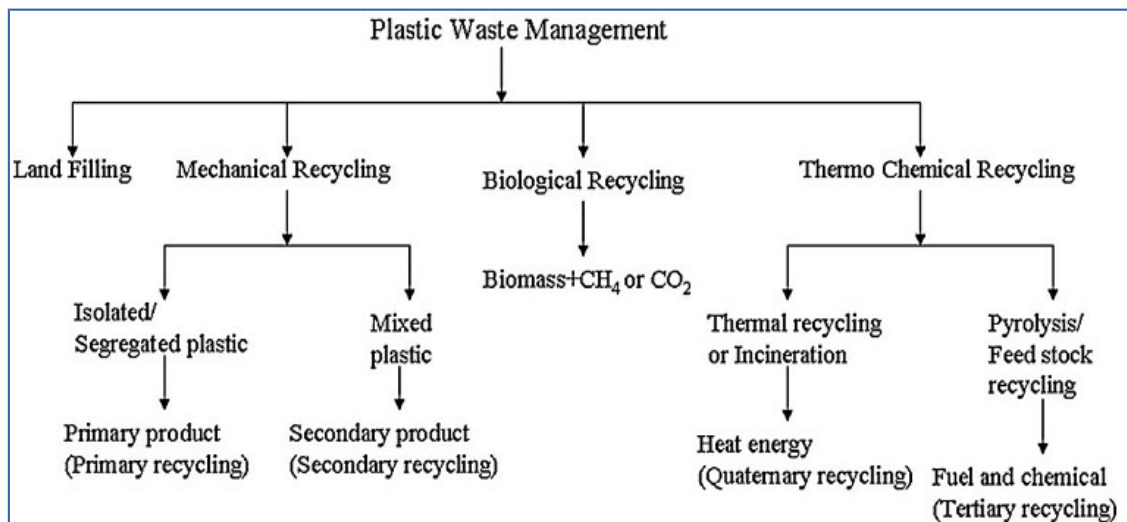 Plastic Waste Management
Land Filling
Mechanical Recycling
Biological Recycling
Thermo Chemical Recycling
Isolated/
Segregated plastic
Mixed
plastic
Biomass+CH₄ or CO₂
Thermal recycling
or Incineration
Pyrolysis/
Feed stock
recycling
Primary product
(Primary recycling)
Secondary product
(Secondary recycling)
Heat energy
(Quaternary recycling)
Fuel and chemical
(Tertiary recycling)